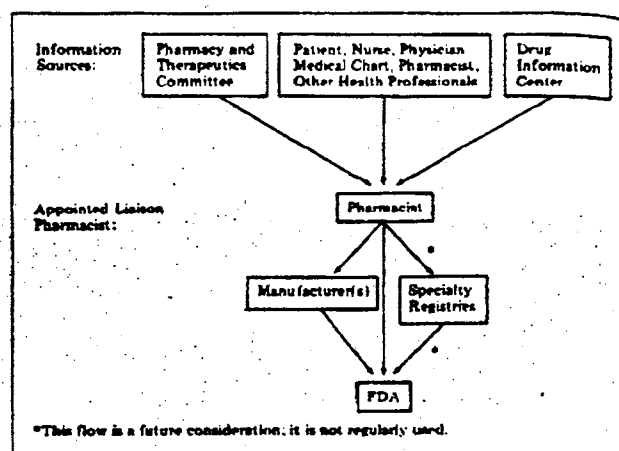 Information Sources:
Pharmacy and Therapeutics Committee
Patient, Nurse, Physician
Medical Chart, Pharmacist,
Other Health Professionals
Drug Information Center
Appointed Liaison Pharmacist:
Pharmacist
*
Manufacturer(s)
Specialty Registries
*
FDA
*This flow is a future consideration; it is not regularly used.